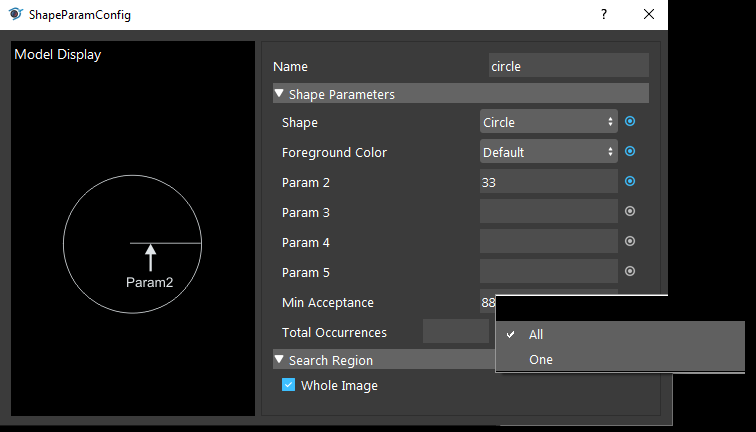 ShapeParamConfig
?
Model Display
Param2
Name circle
Shape Parameters
Shape Circle
Foreground Color Default
Param 2 33
Param 3
Param 4
Param 5
Min Acceptance 88
Total Occurrences
All
One
Search Region
Whole Image